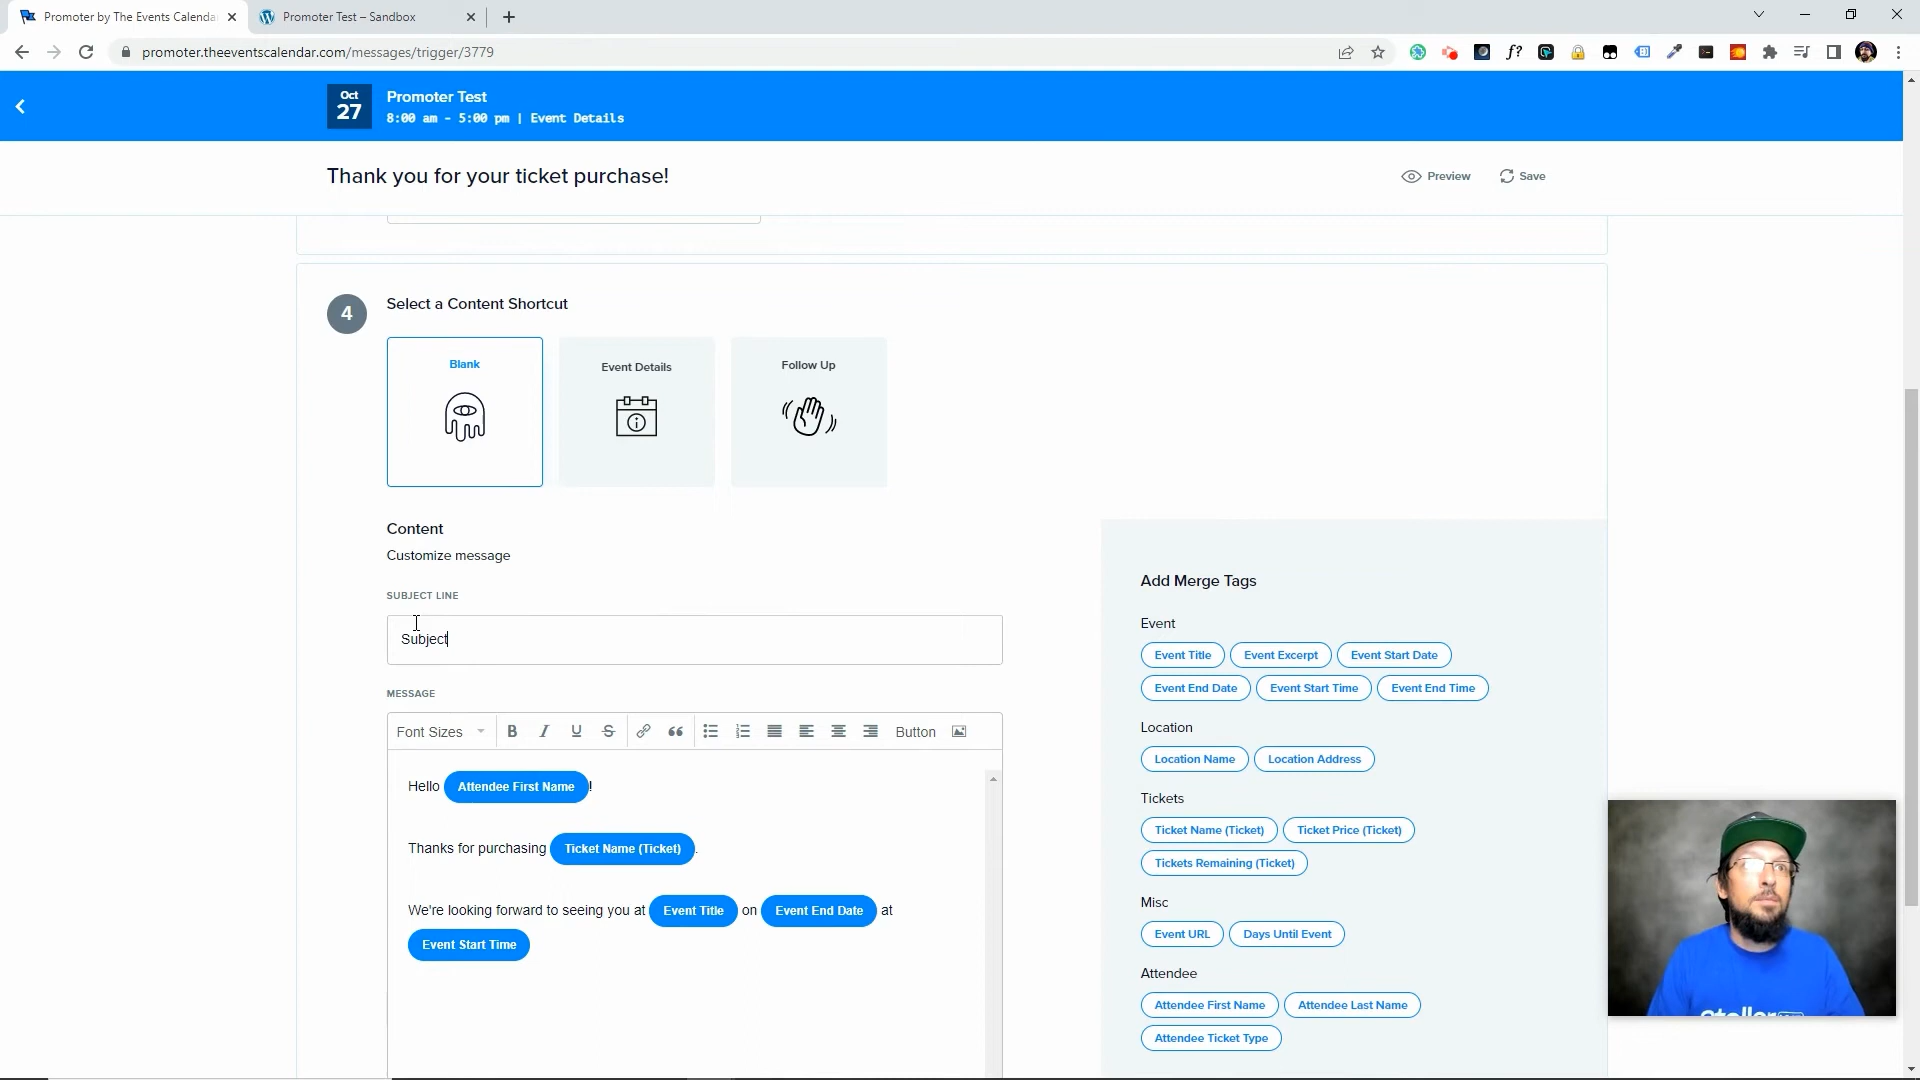 Promoter by The Events Calenda
Promoter Test – Sandbox
promoter.theeventscalendar.com/messages/trigger/3779
f?
Oct
27
Promoter Test
8:00 am - 5:00 pm | Event Details
Thank you for your ticket purchase!
Preview
Save
4
Select a Content Shortcut
Blank
Event Details
Follow Up
Content
Customize message
SUBJECT LINE
Subject
MESSAGE
Font Sizes
B I U S
Button
Hello Attendee First Name!
Thanks for purchasing Ticket Name (Ticket).
We're looking forward to seeing you at Event Title on Event End Date at
Event Start Time
Add Merge Tags
Event
Event Title Event Excerpt Event Start Date
Event End Date Event Start Time Event End Time
Location
Location Name Location Address
Tickets
Ticket Name (Ticket) Ticket Price (Ticket)
Tickets Remaining (Ticket)
Misc
Event URL Days Until Event
Attendee
Attendee First Name Attendee Last Name
Attendee Ticket Type